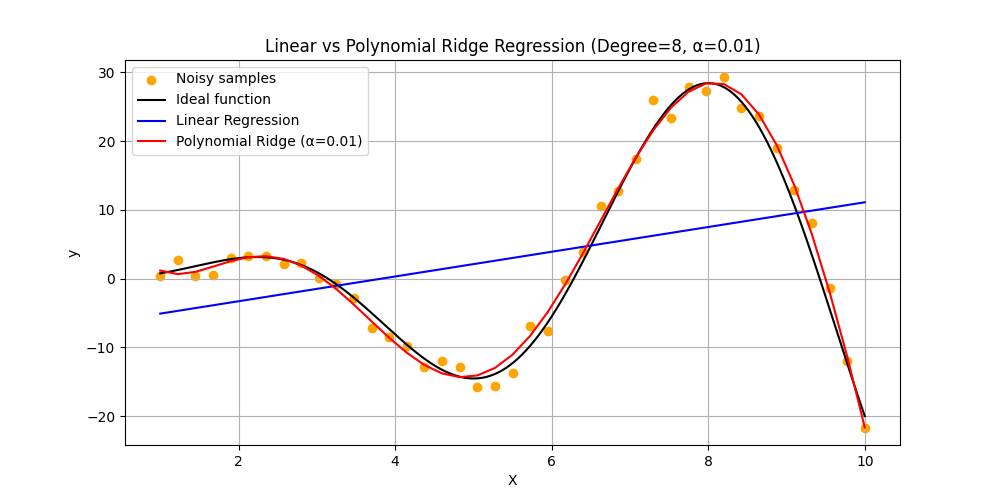 Linear vs Polynomial Ridge Regression (Degree=8, α=0.01)
Noisy samples
Ideal function
Linear Regression
Polynomial Ridge (α=0.01)
30
20
10
0
−10
−20
y
2 4 6 8 10
X